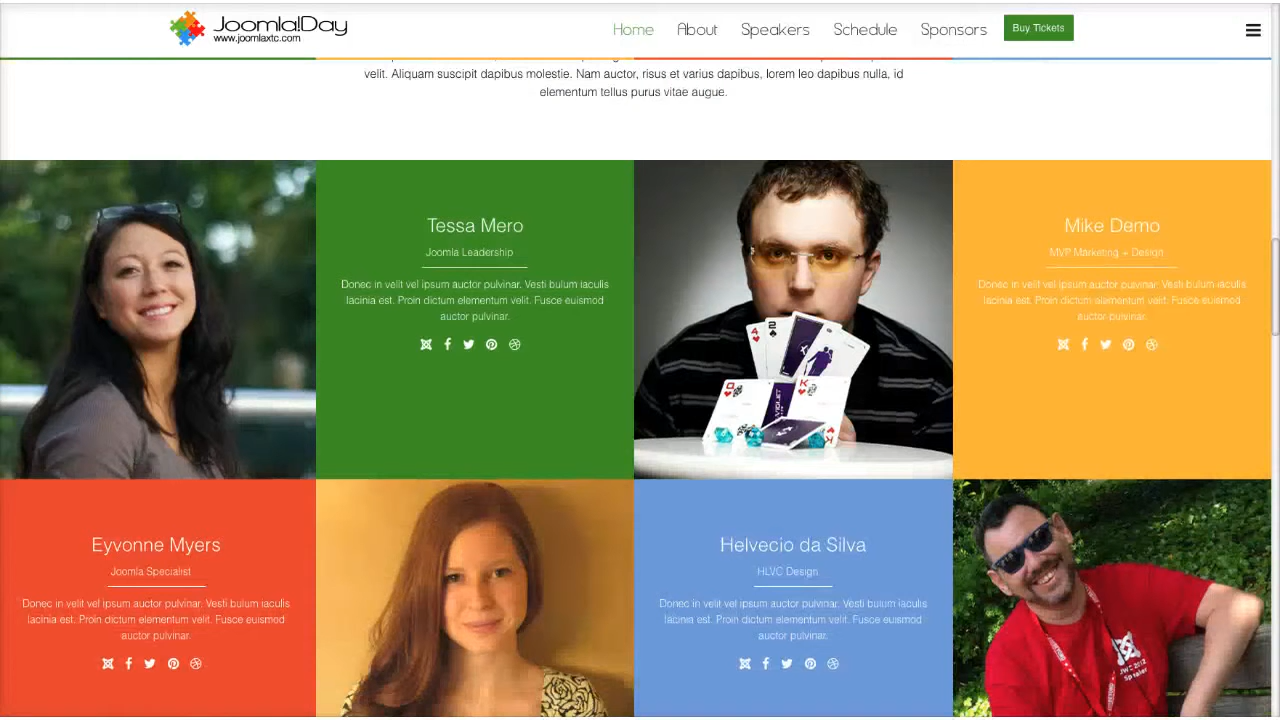 Joomla!Day
www.joomlaxtc.com
Home About Speakers Schedule Sponsors Buy Tickets
velit. Aliquam suscipit dapibus molestie. Nam auctor, risus et varius dapibus, lorem leo dapibus nulla, id
elementum tellus purus vitae augue.
Tessa Mero
Joomla Leadership
Donec in velit vel ipsum auctor pulvinar. Vesti bulum iaculis
lacinia est. Proin dictum elementum velit. Fusce euismod
auctor pulvinar.
4
2
VIOLET
K
Mike Demo
MVP Marketing + Design
Donec in velit vel ipsum auctor pulvinar. Vesti bulum iaculis
lacinia est. Proin dictum elementum velit. Fusce euismod
auctor pulvinar.
Eyvonne Myers
Joomla Specialist
Donec in velit vel ipsum auctor pulvinar. Vesti bulum iaculis
lacinia est. Proin dictum elementum velit. Fusce euismod
auctor pulvinar.
Helvecio da Silva
HLVC Design
Donec in velit vel ipsum auctor pulvinar. Vesti bulum iaculis
lacinia est. Proin dictum elementum velit. Fusce euismod
auctor pulvinar.
JWC 2012
Speaker